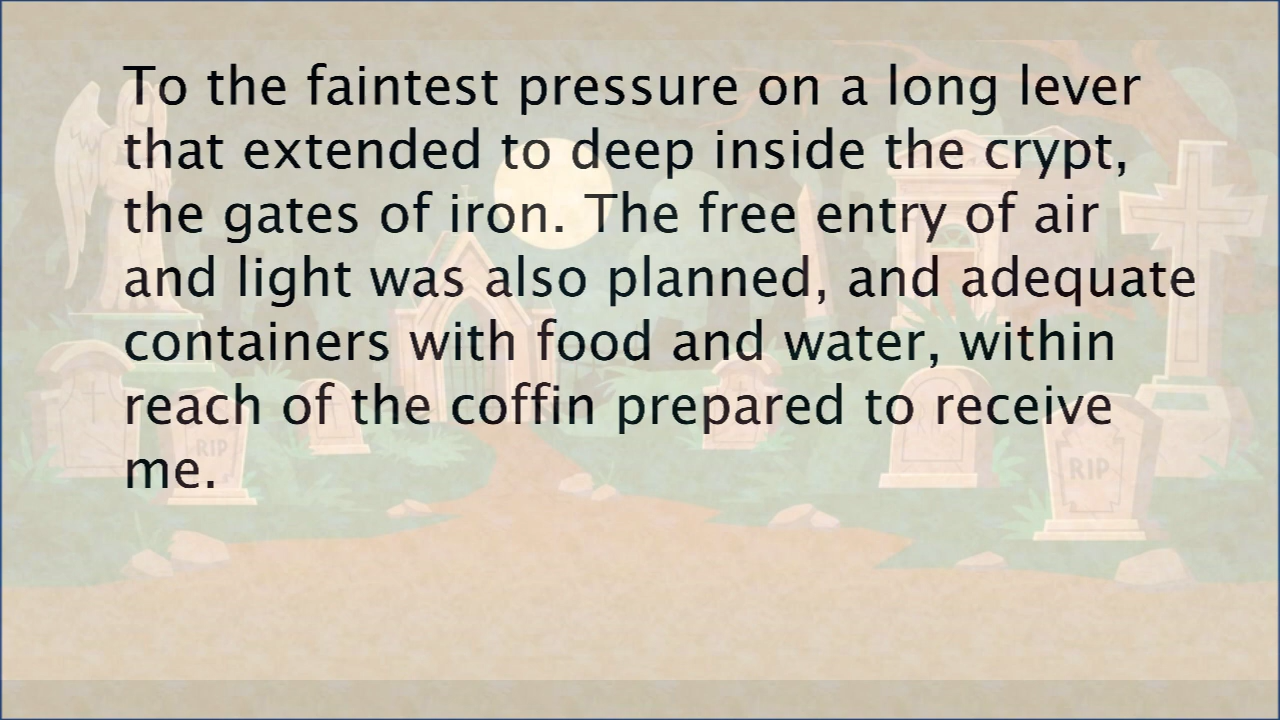 To the faintest pressure on a long lever
that extended to deep inside the crypt,
the gates of iron. The free entry of air
and light was also planned, and adequate
containers with food and water, within
reach of the coffin prepared to receive
me.
RIP
RIP